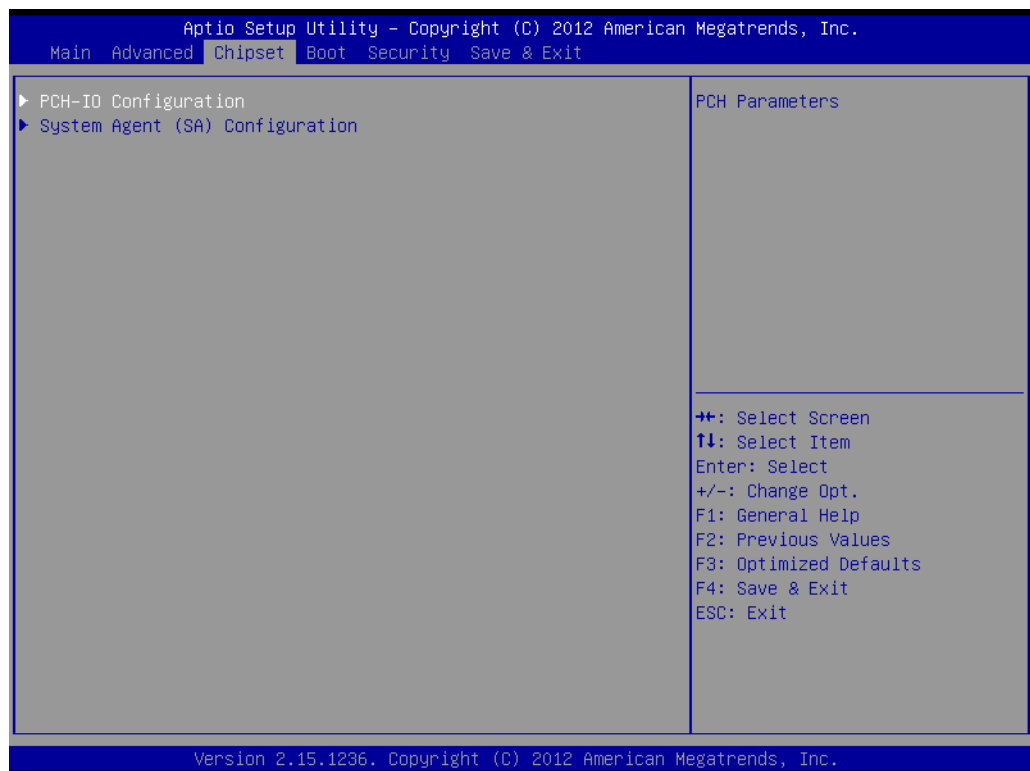 Aptio Setup Utility – Copyright (C) 2012 American Megatrends, Inc.
Main Advanced Chipset Boot Security Save & Exit
▶ PCH-IO Configuration
▶ System Agent (SA) Configuration
PCH Parameters
→←: Select Screen
↑↓: Select Item
Enter: Select
+/-: Change Opt.
F1: General Help
F2: Previous Values
F3: Optimized Defaults
F4: Save & Exit
ESC: Exit
Version 2.15.1236. Copyright (C) 2012 American Megatrends, Inc.